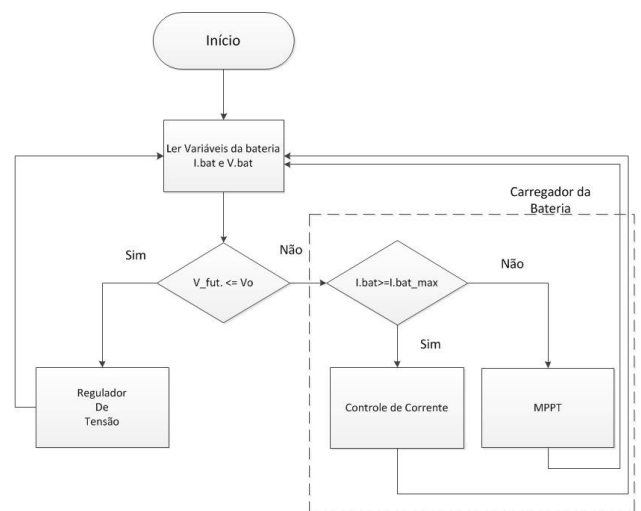 Início
Ler Variáveis da bateria
I.bat e V.bat
Carregador da
Bateria
Sim
Não
V_fut. <= Vo
I.bat>=I.bat_max
Não
Sim
Regulador
De
Tensão
Controle de Corrente
MPPT